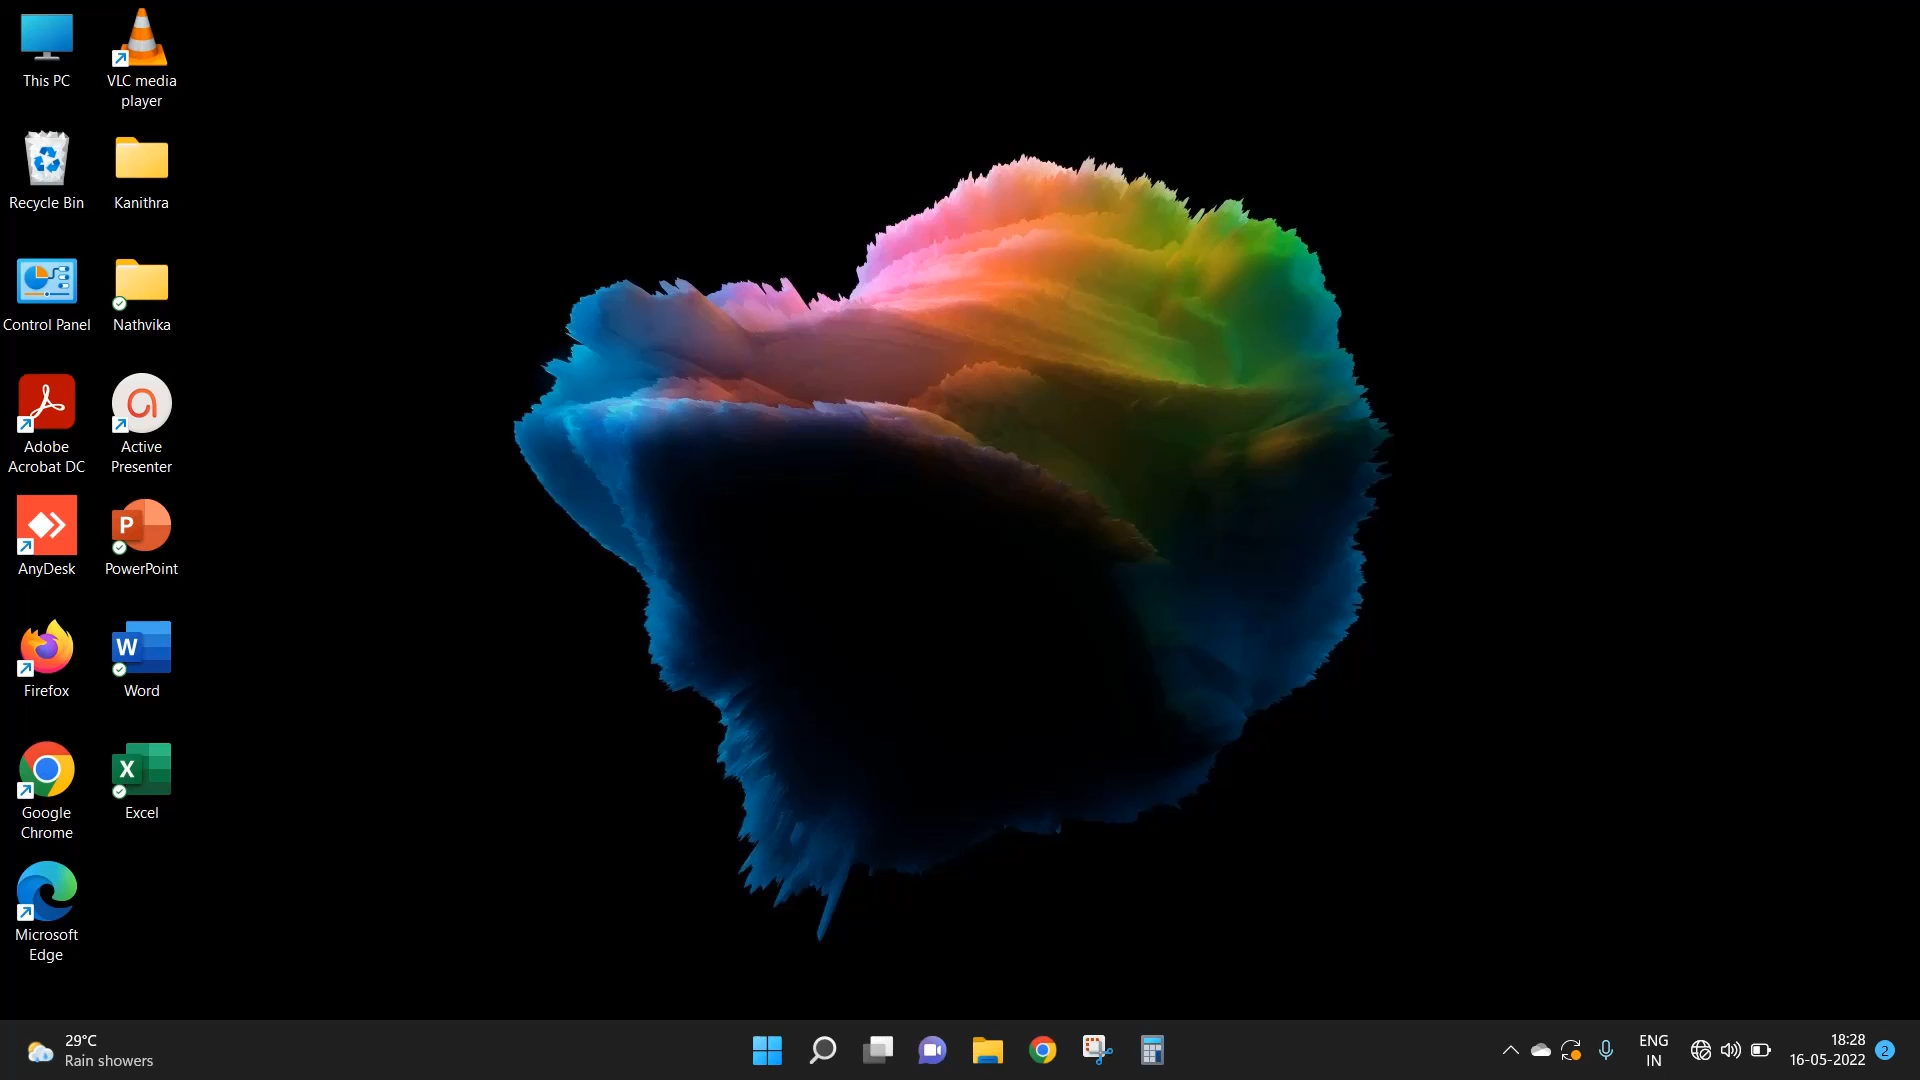 This PC
VLC media
player
Recycle Bin
Kanithra
Control Panel
Nathvika
Adobe
Acrobat DC
Active
Presenter
AnyDesk
P
PowerPoint
Firefox
W
Word
Google
Chrome
X
Excel
Microsoft
Edge
29°C
Rain showers
ENG
IN
18:28
16-05-2022
2